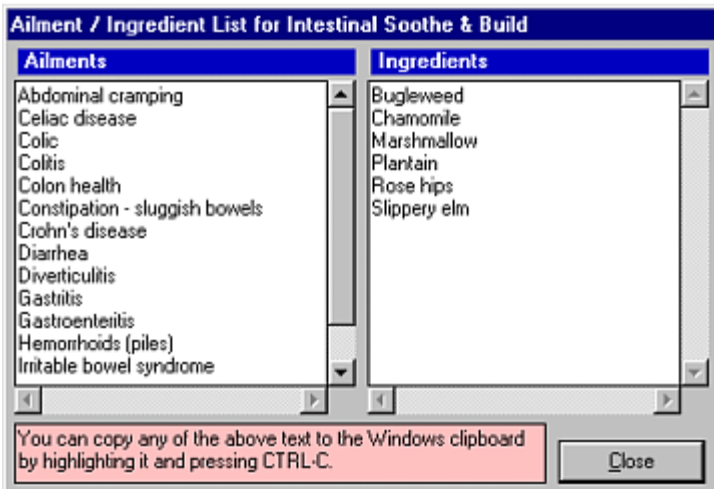 Ailment / Ingredient List for Intestinal Soothe & Build
Ailments
Abdominal cramping
Celiac disease
Colic
Colitis
Colon health
Constipation - sluggish bowels
Crohn's disease
Diarrhea
Diverticulitis
Gastritis
Gastroenteritis
Hemorrhoids (piles)
Irritable bowel syndrome
Ingredients
Bugleweed
Chamomile
Marshmallow
Plantain
Rose hips
Slippery elm
You can copy any of the above text to the Windows clipboard
by highlighting it and pressing CTRL-C.
Close